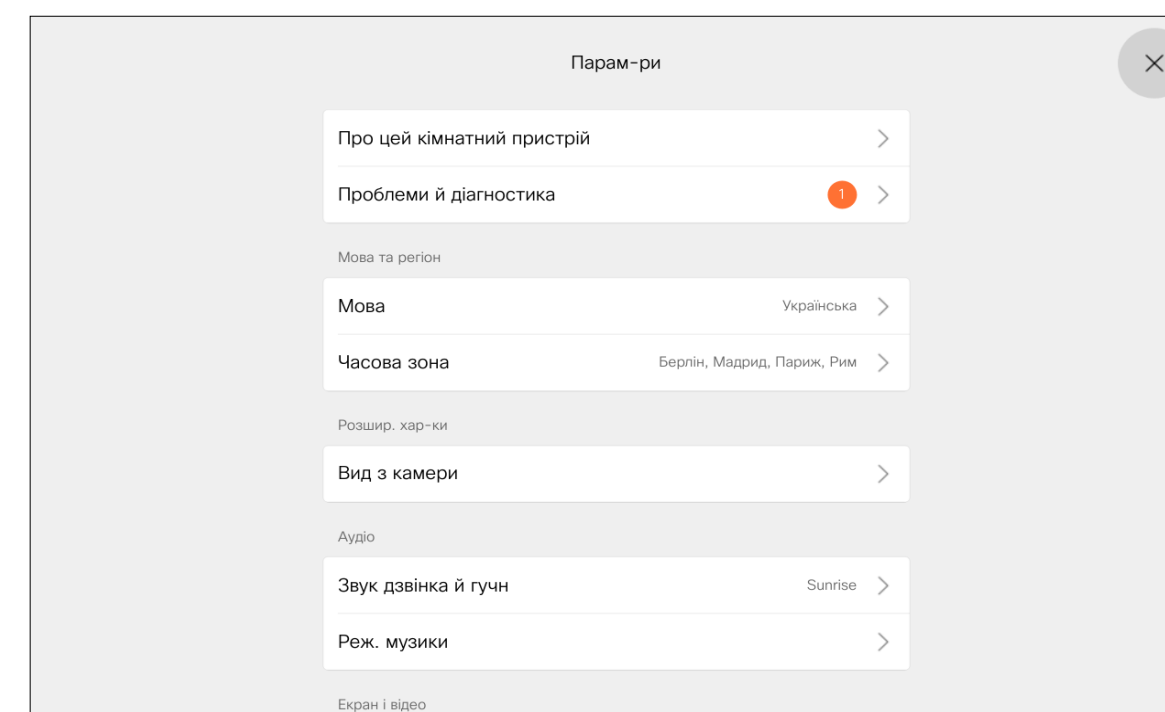 Парам-ри
Про цей кімнатний пристрій
Проблеми й діагностика 1
Мова та регіон
Мова Українська
Часова зона Берлін, Мадрид, Париж, Рим
Розшир. хар-ки
Вид з камери
Аудіо
Звук дзвінка й гучн Sunrise
Реж. музики
Екран і відео